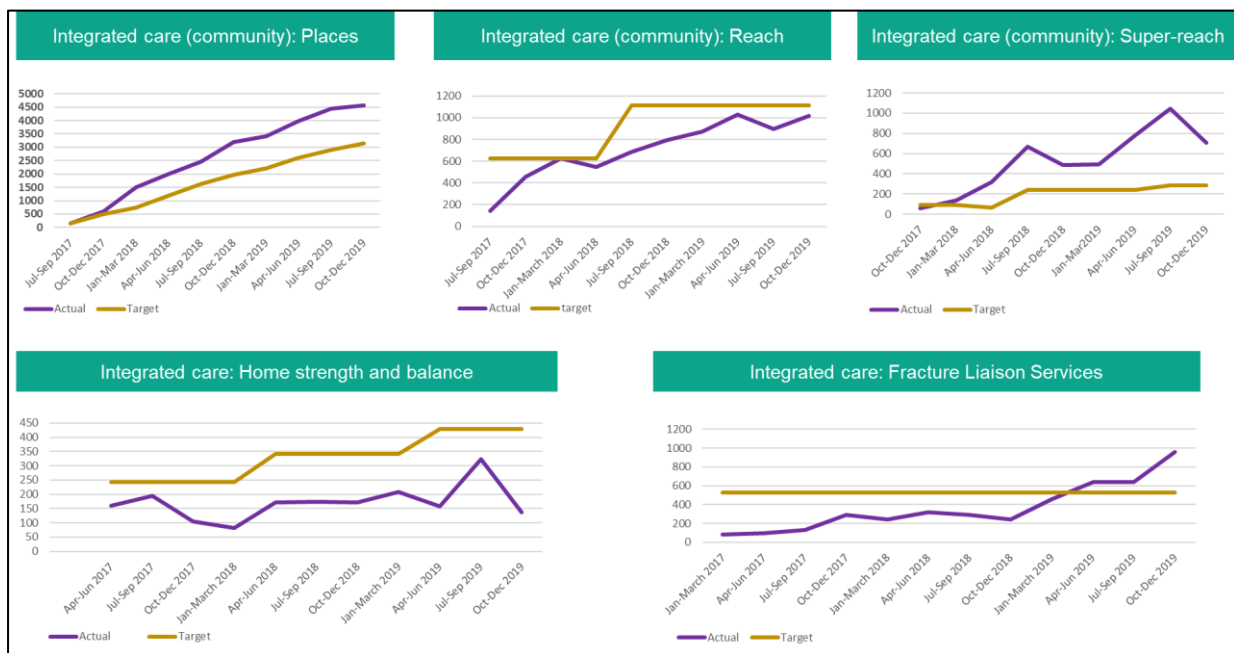 Integrated care (community): Places
5000
4500
4000
3500
3000
2500
2000
1500
1000
500
0
Jul-Sep 2017
Oct-Dec 2017
Jan-Mar 2018
Apr-Jun 2018
Jul-Sep 2018
Oct-Dec 2018
Jan-Mar 2019
Apr-Jun 2019
Jul-Sep 2019
Oct-Dec 2019
Actual Target
Integrated care (community): Reach
1200
1000
800
600
400
200
0
Jul-Sep 2017
Oct-Dec 2017
Jan-March 2018
Apr-Jun 2018
Jul-Sep 2018
Oct-Dec 2018
Jan-March 2019
Apr-Jun 2019
Jul-Sep 2019
Oct-Dec 2019
Actual target
Integrated care (community): Super-reach
1200
1000
800
600
400
200
0
Oct-Dec 2017
Jan-Mar 2018
Apr-Jun 2018
Jul-Sep 2018
Oct-Dec 2018
Jan-Mar2019
Apr-Jun 2019
Jul-Sep 2019
Oct-Dec 2019
Actual Target
Integrated care: Home strength and balance
450
400
350
300
250
200
150
100
50
0
Apr-Jun 2017
Jul-Sep 2017
Oct-Dec 2017
Jan-March 2018
Apr-Jun 2018
Jul-Sep 2018
Oct-Dec 2018
Jan-March 2019
Apr-Jun 2019
Jul-Sep 2019
Oct-Dec 2019
Actual Target
Integrated care: Fracture Liaison Services
1200
1000
800
600
400
200
0
Jan-March 2017
Apr-Jun 2017
Jul-Sep 2017
Oct-Dec 2017
Jan-March 2018
Apr-Jun 2018
Jul-Sep 2018
Oct-Dec 2018
Jan-March 2019
Apr-Jun 2019
Jul-Sep 2019
Oct-Dec 2019
Actual Target